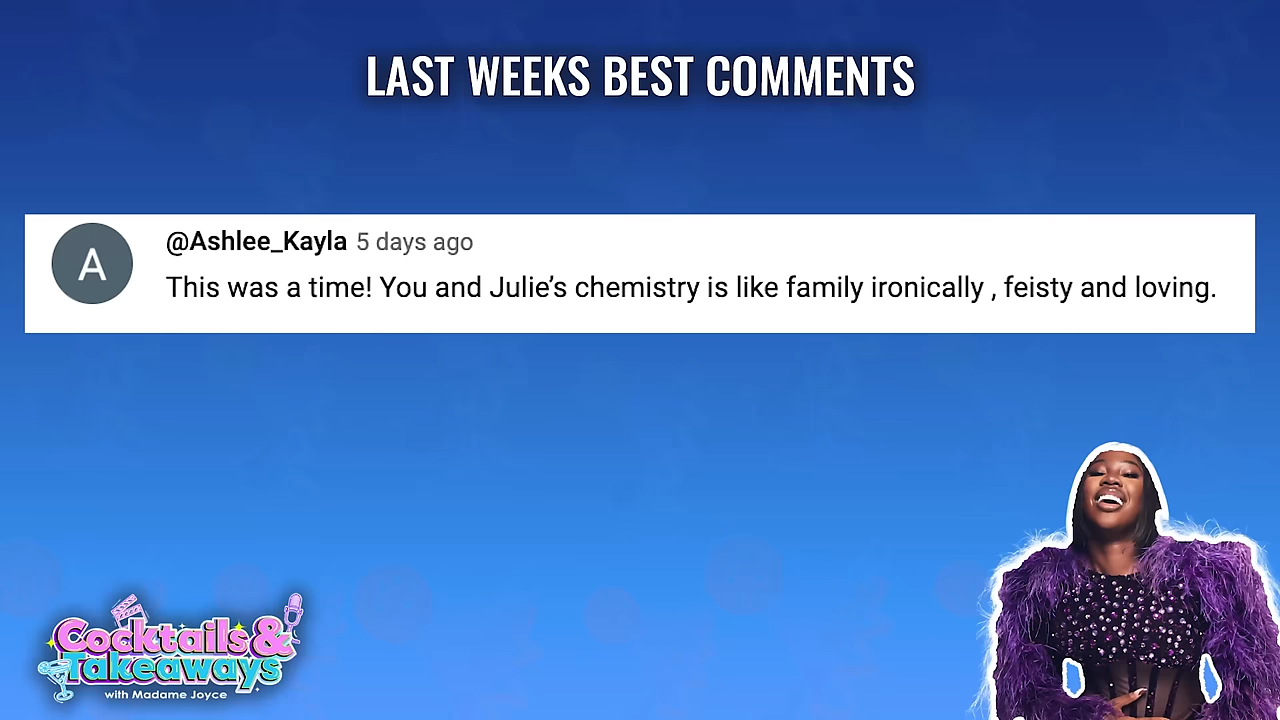 LAST WEEKS BEST COMMENTS
A
@Ashlee_Kayla 5 days ago
This was a time! You and Julie’s chemistry is like family ironically , feisty and loving.
Cocktails &
Takeaways
with Madame Joyce